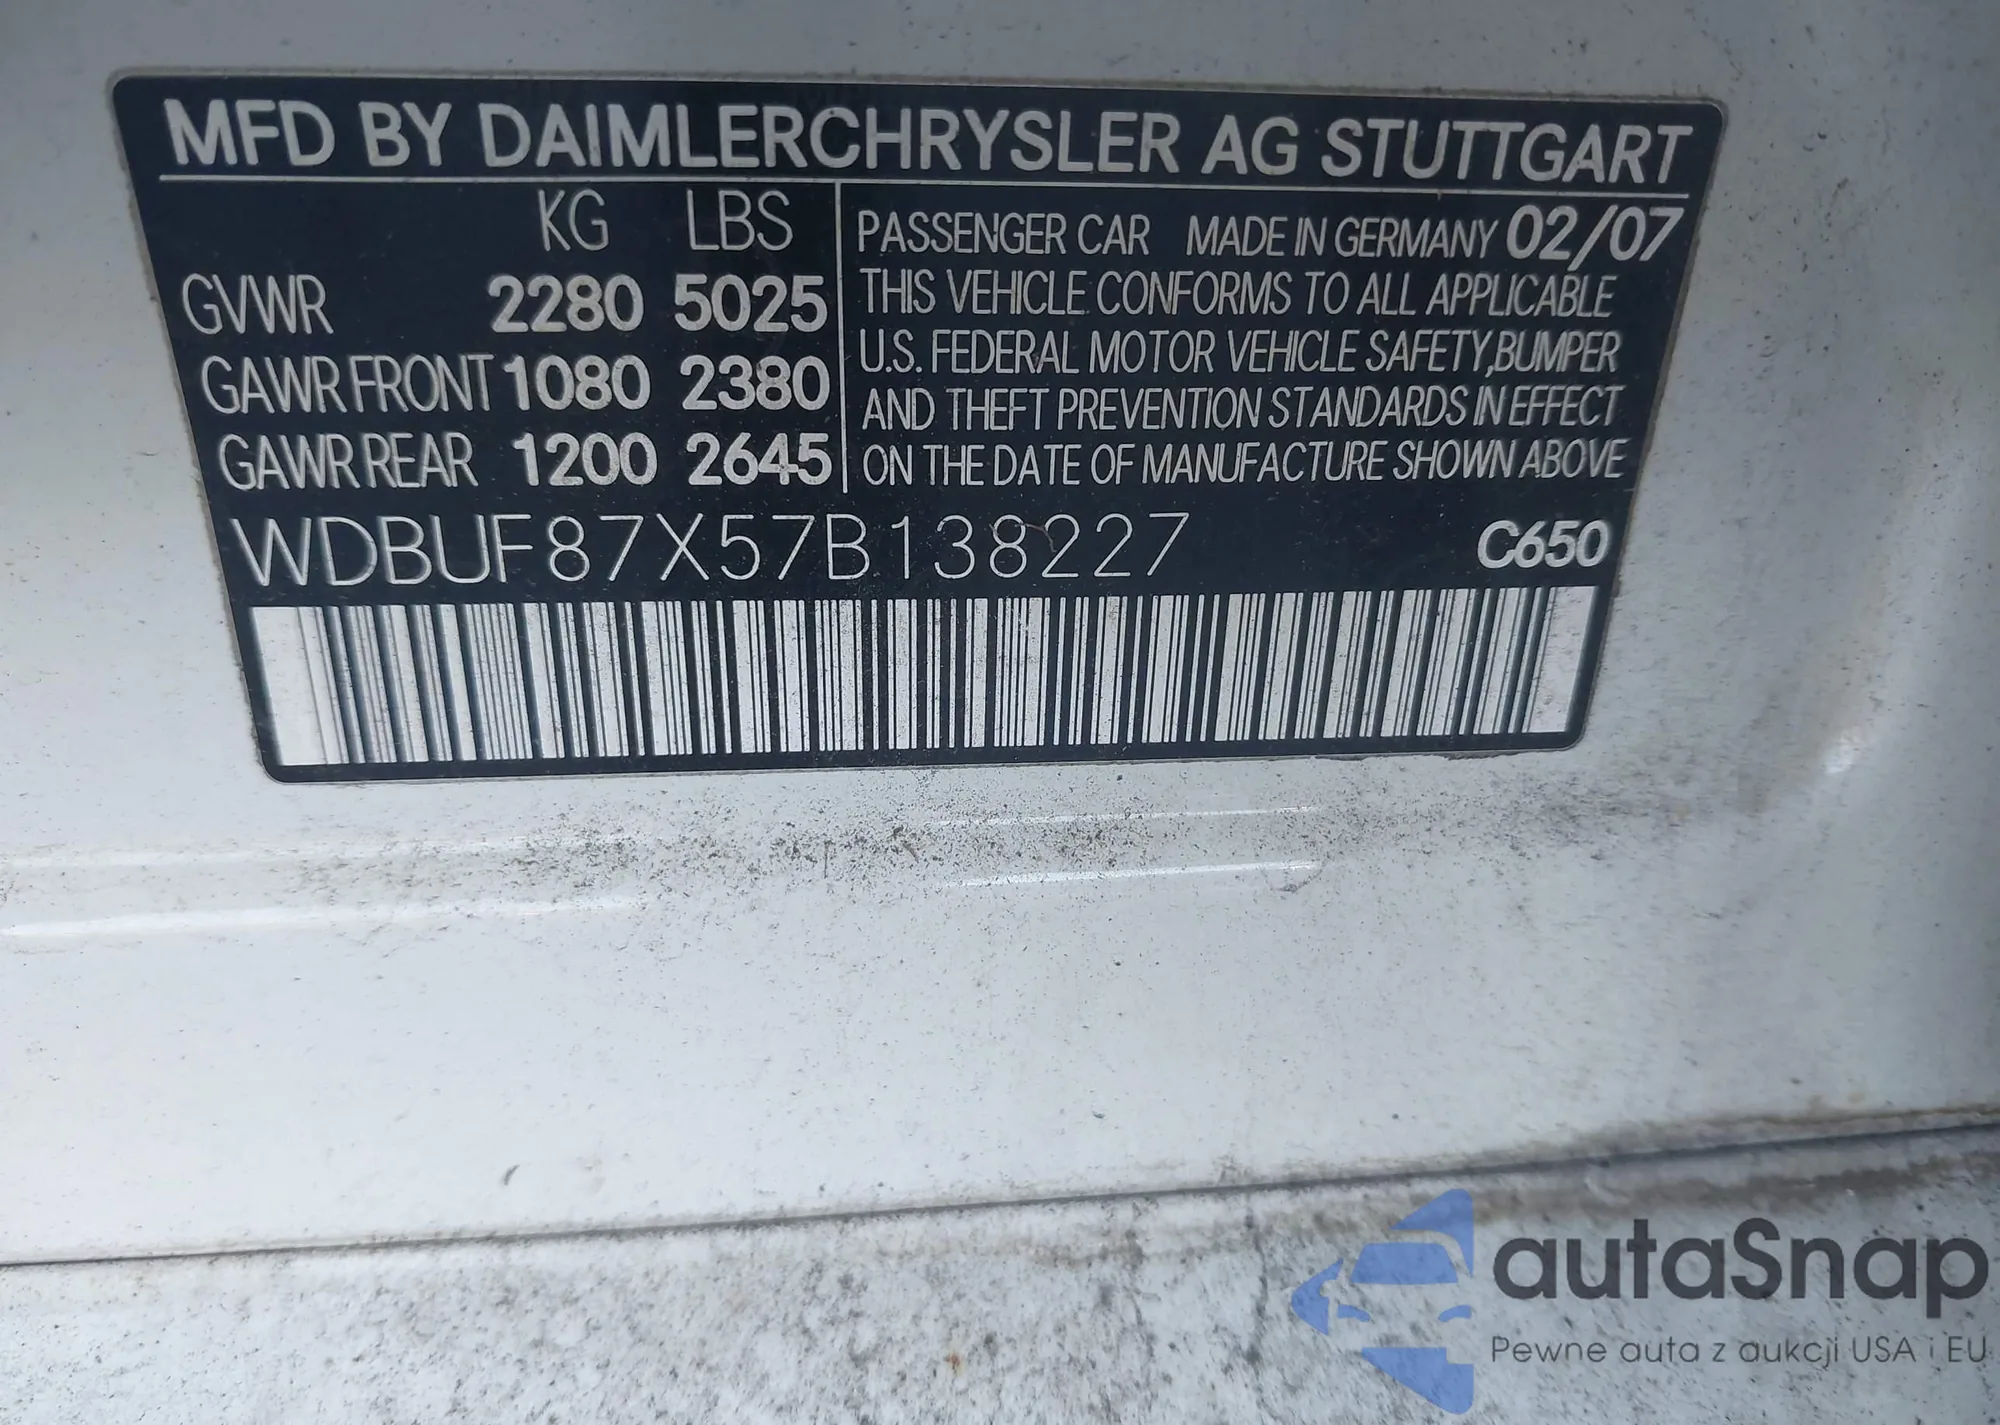 MFD BY DAIMLERCHRYSLER AG STUTTGART
KG LBS
GVWR 2280 5025
GAWR FRONT 1080 2380
GAWR REAR 1200 2645
PASSENGER CAR MADE IN GERMANY 02/07
THIS VEHICLE CONFORMS TO ALL APPLICABLE
U.S. FEDERAL MOTOR VEHICLE SAFETY, BUMPER
AND THEFT PREVENTION STANDARDS IN EFFECT
ON THE DATE OF MANUFACTURE SHOWN ABOVE
WDBUF87X57B138227 C650
autaSnap
Pewne auta z aukcji USA i EU